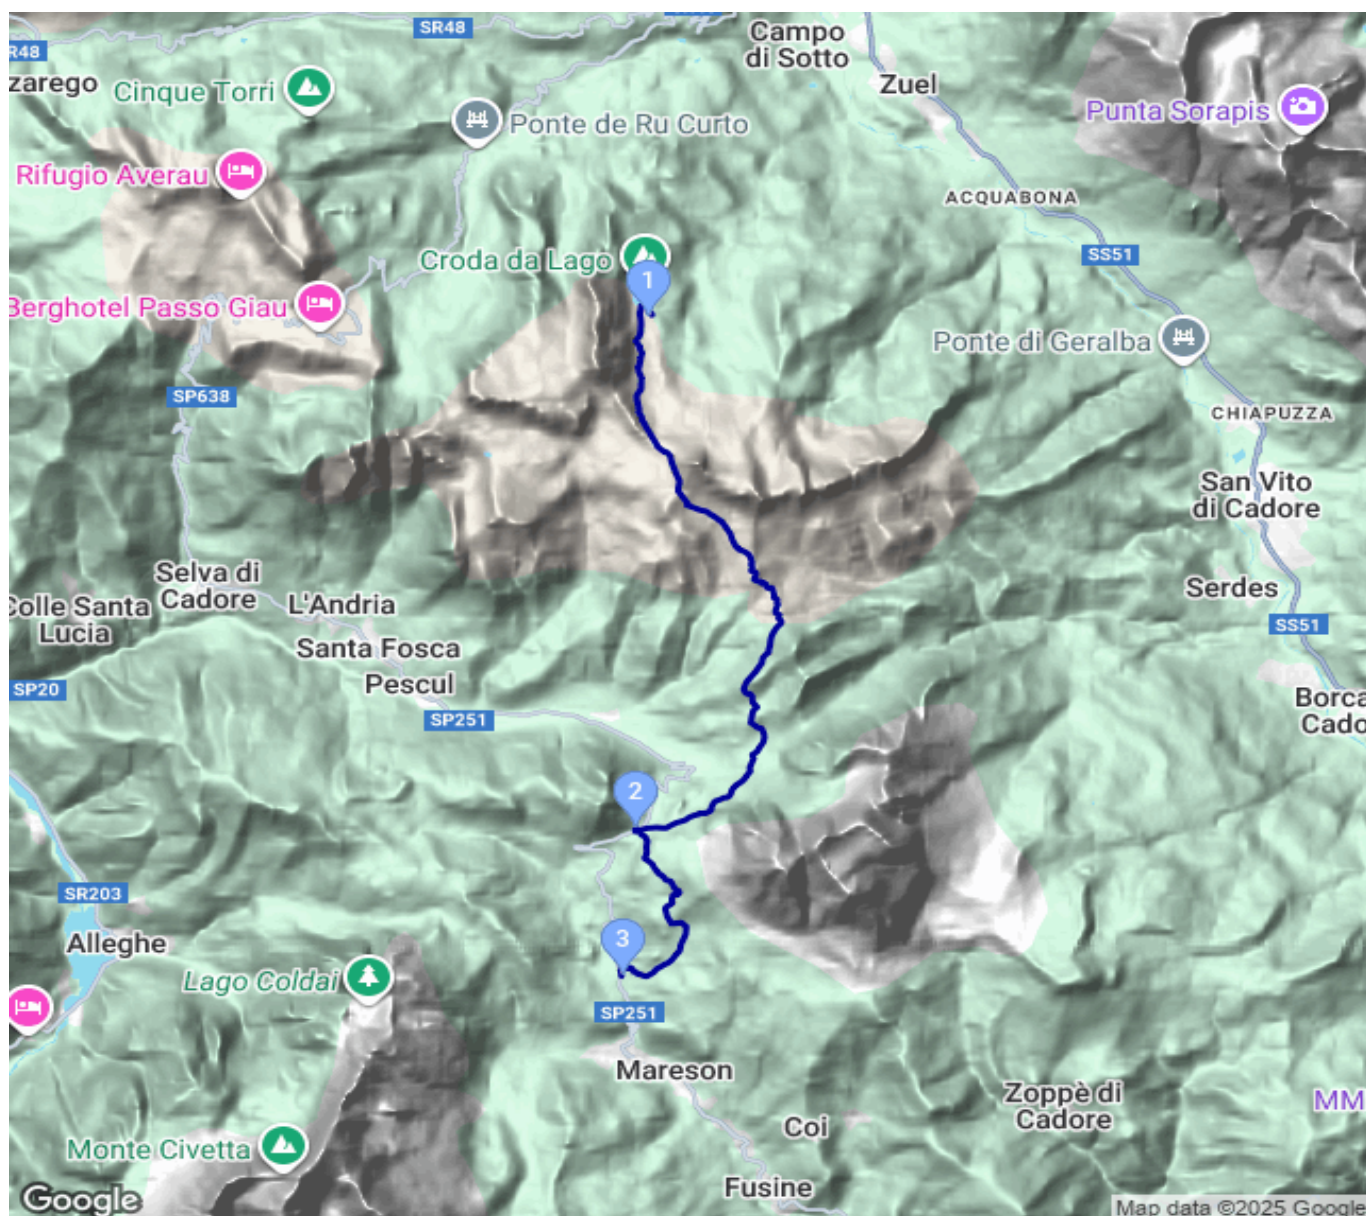 SR48
Campo
di Sotto
R48
zarego
Cinque Torri
Zuel
Punta Sorapis
Ponte de Ru Curto
Rifugio Averau
ACQUABONA
Croda da Lago
SS51
1
Berghotel Passo Giau
Ponte di Geralba
SP638
CHIAPUZZA
San Vito
di Cadore
Selva di
Cadore
L'Andria
Colle Santa
Lucia
Serdes
SS51
Santa Fosca
Pescul
SP20
SP251
Borca
Cado
2
SR203
Alleghe
3
Lago Coldai
SP251
Mareson
Zoppè di
Cadore
MM
Coi
Monte Civetta
Fusine
Google
Map data ©2025 Google